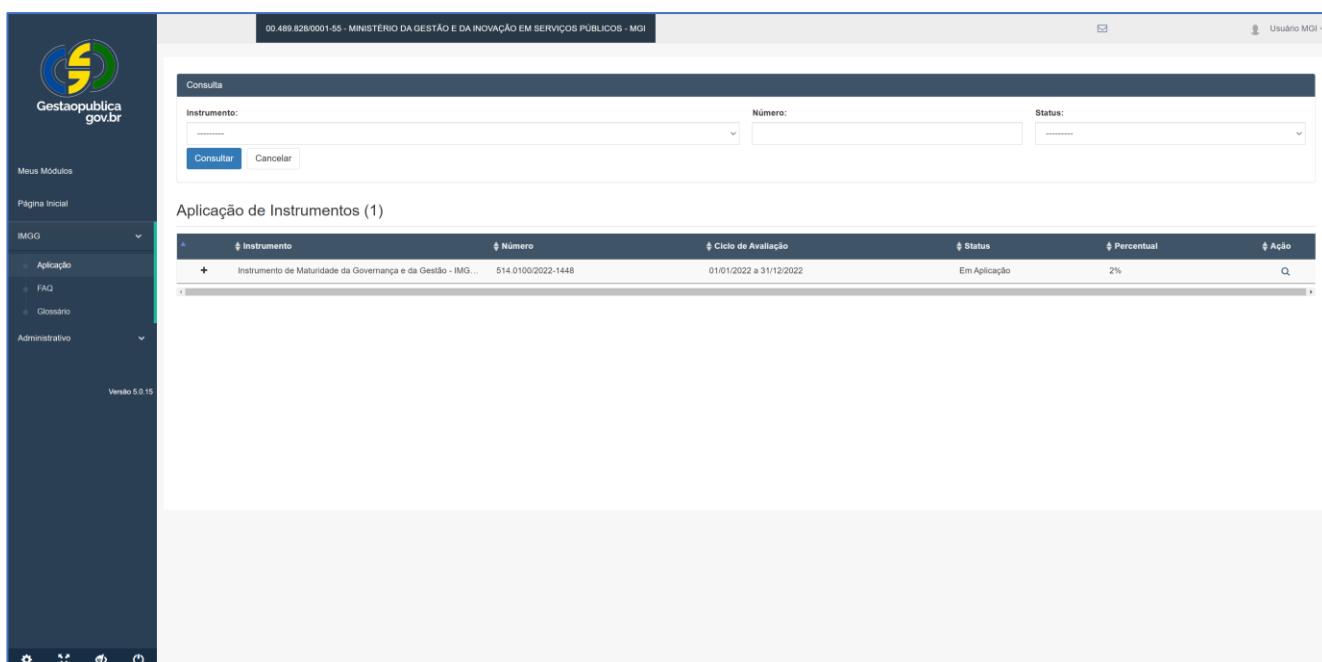 00.489.828/0001-55 - MINISTÉRIO DA GESTÃO E DA INOVAÇÃO EM SERVIÇOS PÚBLICOS - MGI
Usuário MGI
Gestaopublica
gov.br
Meus Módulos
Página Inicial
IMGG
Aplicação
FAQ
Glossário
Administrativo
Versão 5.0.15
Consulta
Instrumento: Número: Status:
--------- ---------
Consultar Cancelar
Aplicação de Instrumentos (1)
Instrumento Número Ciclo de Avaliação Status Percentual Ação
+ Instrumento de Maturidade da Governança e da Gestão - IMG... 514.0100/2022-1448 01/01/2022 a 31/12/2022 Em Aplicação 2%